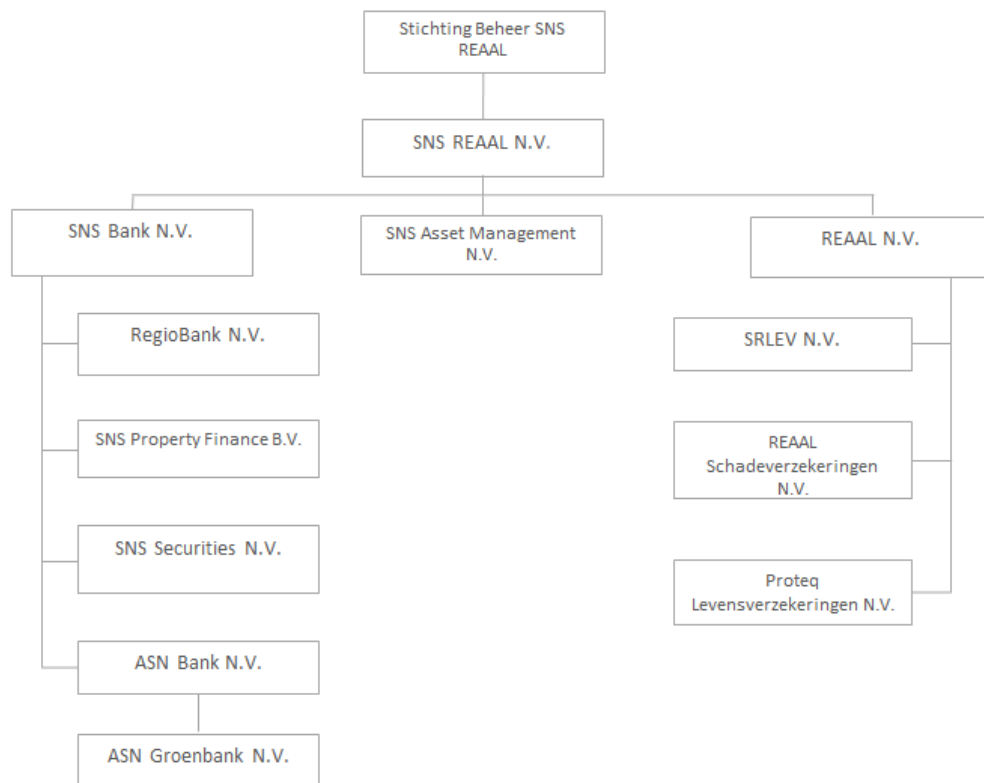 Stichting Beheer SNS
REAAL
SNS REAAL N.V.
SNS Bank N.V.
SNS Asset Management
N.V.
REAAL N.V.
RegioBank N.V.
SRLEV N.V.
SNS Property Finance B.V.
REAAL
Schadeverzekeringen
N.V.
SNS Securities N.V.
Proteq
Levensverzekeringen N.V.
ASN Bank N.V.
ASN Groenbank N.V.